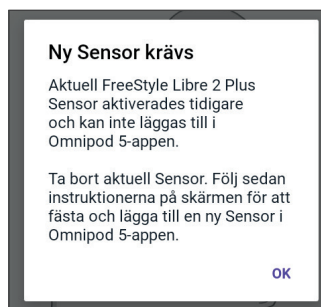 Ny Sensor krävs
Aktuell FreeStyle Libre 2 Plus
Sensor aktiverades tidigare
och kan inte läggas till i
Omnipod 5-appen.
Ta bort aktuell Sensor. Följ sedan
instruktionerna på skärmen för att
fästa och lägga till en ny Sensor i
Omnipod 5-appen.
OK